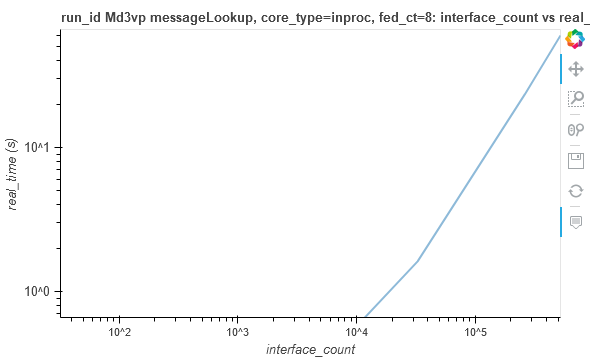 run_id Md3vp messageLookup, core_type=inproc, fed_ct=8: interface_count vs real_
real_time (s)
10^1
10^0
10^2
10^3
10^4
10^5
interface_count